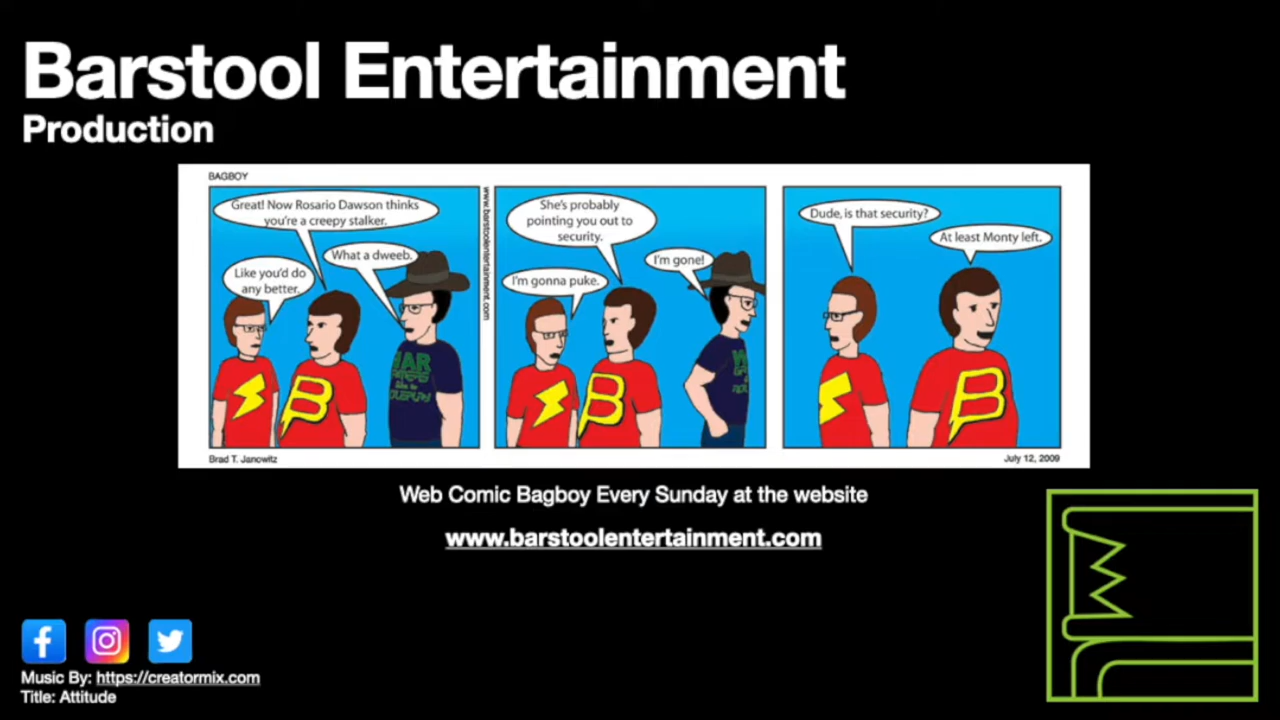 Barstool Entertainment
Production
BAGBOY
Great! Now Rosario Dawson thinks
you're a creepy stalker.
What a dweeb.
Like you'd do
any better.
www.barstoolentertainment.com
She's probably
pointing you out to
security.
I'm gonna puke.
I'm gone!
Dude, is that security?
At least Monty left.
B
B
B
Brad T. Janowitz
July 12, 2009
Web Comic Bagboy Every Sunday at the website
www.barstoolentertainment.com
Music By: https://creatormix.com
Title: Attitude